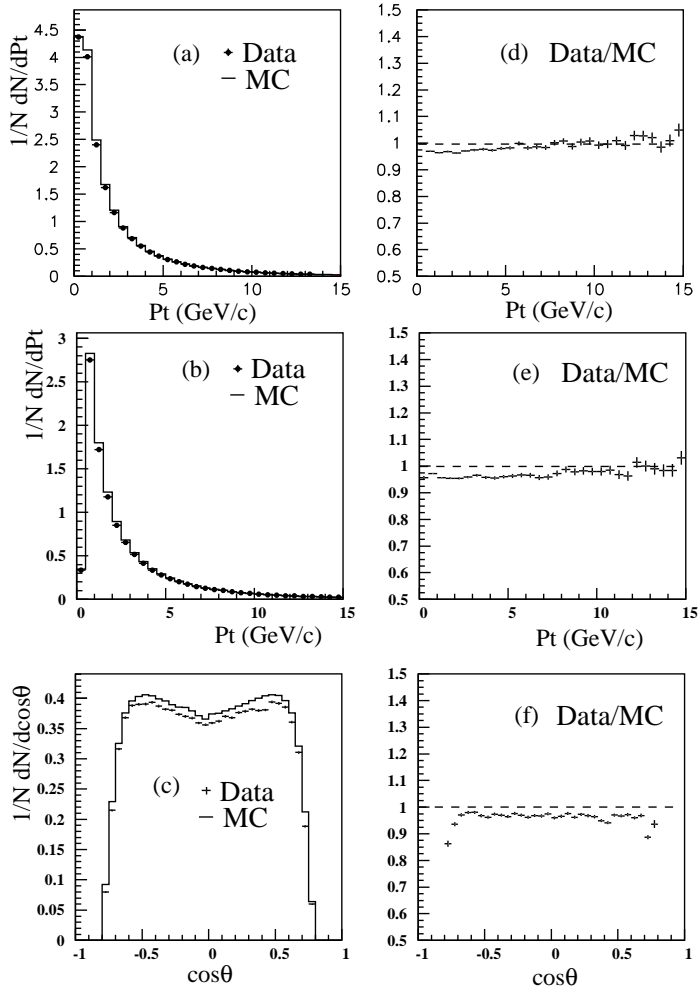 1/N dN/dPt
4.5
4
3.5
3
2.5
2
1.5
1
0.5
0
(a)
Data
MC
0 5 10 15
Pt (GeV/c)
1.5
1.4
1.3
1.2
1.1
1
0.9
0.8
0.7
0.6
0.5
(d) Data/MC
0 5 10 15
Pt (GeV/c)
1/N dN/dPt
3
2.5
2
1.5
1
0.5
0
(b)
Data
MC
0 5 10 15
Pt (GeV/c)
1.5
1.4
1.3
1.2
1.1
1
0.9
0.8
0.7
0.6
0.5
(e) Data/MC
0 5 10 15
Pt (GeV/c)
1/N dN/dcosθ
0.4
0.35
0.3
0.25
0.2
0.15
0.1
0.05
0
(c)
Data
MC
-1 -0.5 0 0.5 1
cosθ
1.5
1.4
1.3
1.2
1.1
1
0.9
0.8
0.7
0.6
0.5
(f) Data/MC
-1 -0.5 0 0.5 1
cosθ